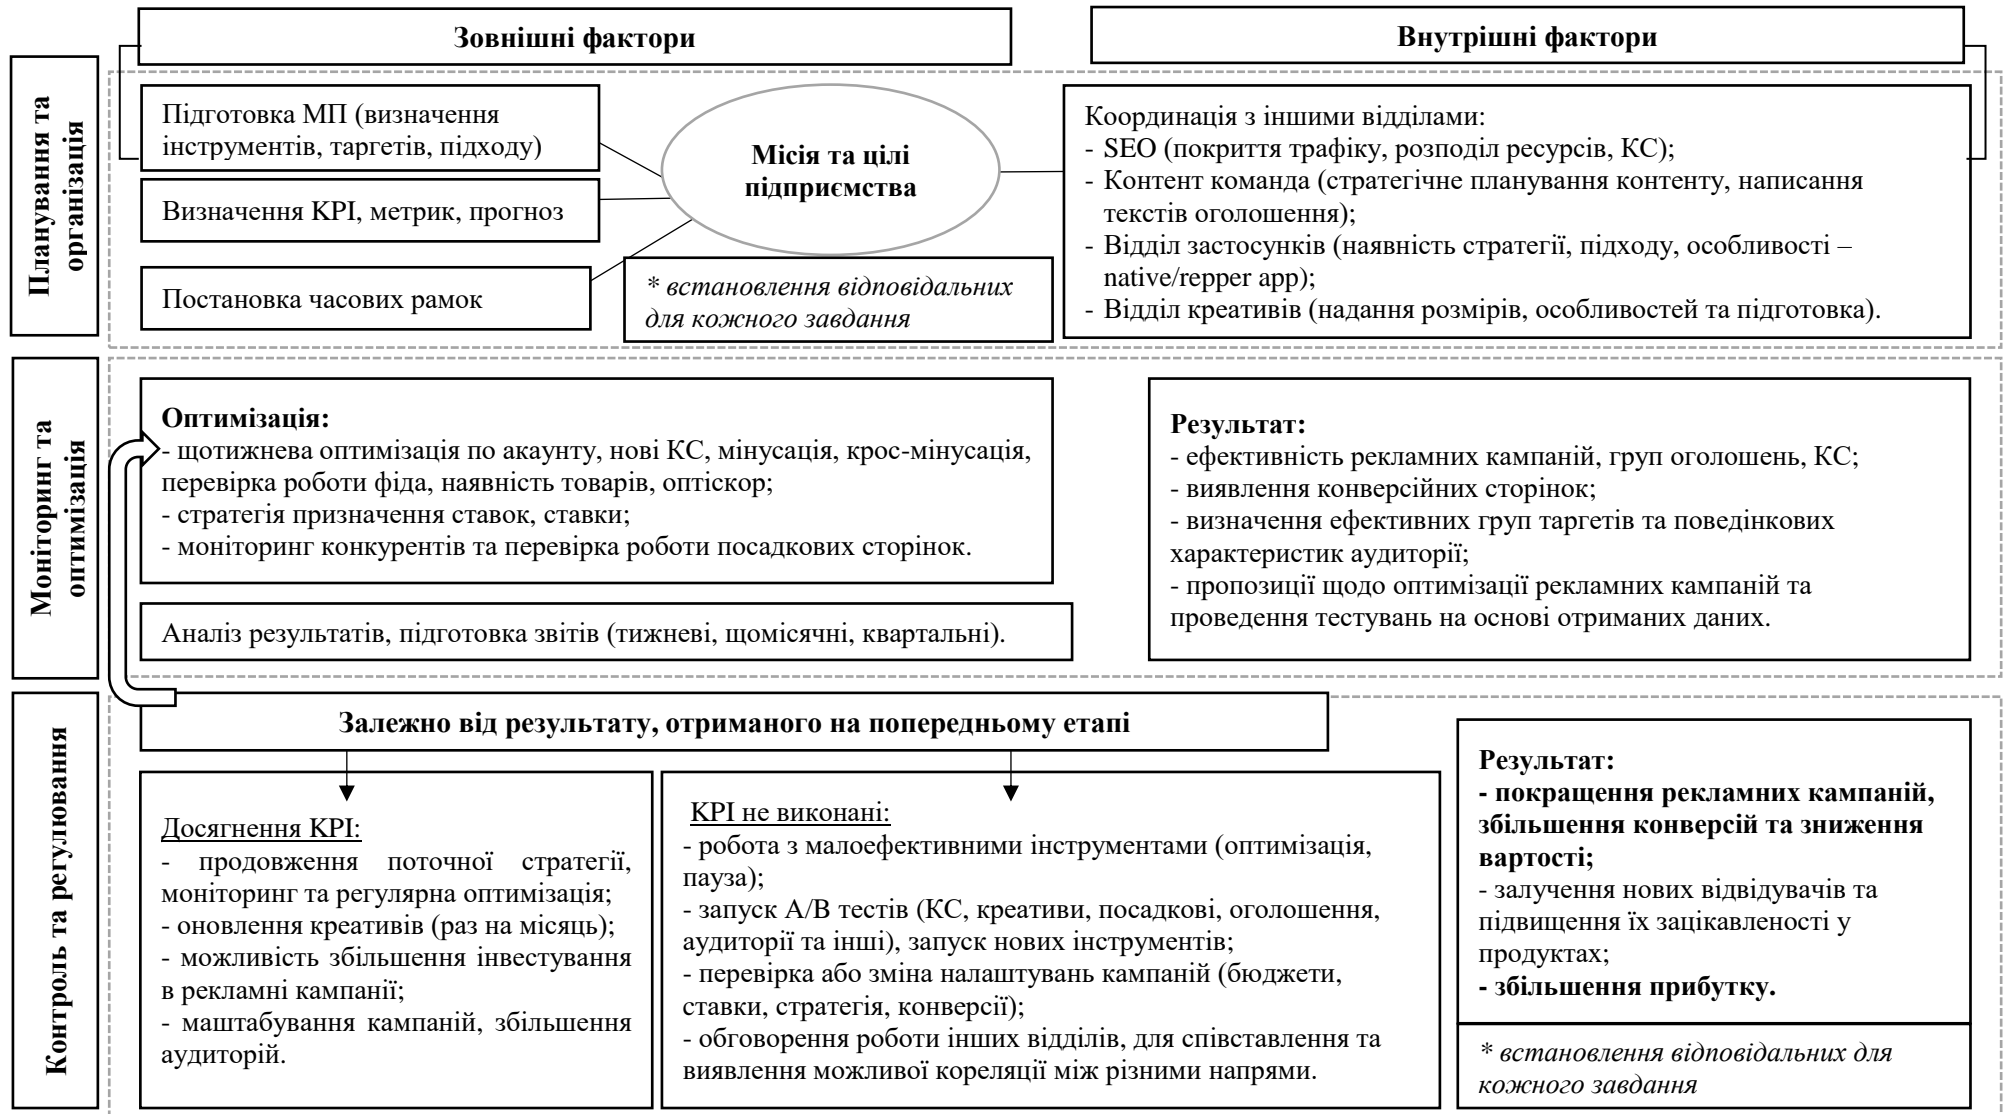 Зовнішні фактори
Внутрішні фактори
Планування та
організація
Підготовка МП (визначення
інструментів, таргетів, підходу)
Визначення KPI, метрик, прогноз
Постановка часових рамок
Місія та цілі
підприємства
* встановлення відповідальних
для кожного завдання
Координація з іншими відділами:
- SEO (покриття трафіку, розподіл ресурсів, КС);
- Контент команда (стратегічне планування контенту, написання
текстів оголошення);
- Відділ застосунків (наявність стратегії, підходу, особливості –
native/repper app);
- Відділ креативів (надання розмірів, особливостей та підготовка).
Моніторинг та
оптимізація
Оптимізація:
- щотижнева оптимізація по акаунту, нові КС, мінусація, крос-мінусація,
перевірка роботи фіда, наявність товарів, оптіскор;
- стратегія призначення ставок, ставки;
- моніторинг конкурентів та перевірка роботи посадкових сторінок.
Аналіз результатів, підготовка звітів (тижневі, щомісячні, квартальні).
Результат:
- ефективність рекламних кампаній, груп оголошень, КС;
- виявлення конверсійних сторінок;
- визначення ефективних груп таргетів та поведінкових
характеристик аудиторії;
- пропозиції щодо оптимізації рекламних кампаній та
проведення тестувань на основі отриманих даних.
Контроль та регулювання
Залежно від результату, отриманого на попередньому етапі
Досягнення KPI:
- продовження поточної стратегії,
моніторинг та регулярна оптимізація;
- оновлення креативів (раз на місяць);
- можливість збільшення інвестування
в рекламні кампанії;
- маштабування кампаній, збільшення
аудиторій.
KPI не виконані:
- робота з малоефективними інструментами (оптимізація,
пауза);
- запуск А/В тестів (КС, креативи, посадкові, оголошення,
аудиторії та інші), запуск нових інструментів;
- перевірка або зміна налаштувань кампаній (бюджети,
ставки, стратегія, конверсії);
- обговорення роботи інших відділів, для співставлення та
виявлення можливої кореляції між різними напрями.
Результат:
- покращення рекламних кампаній,
збільшення конверсій та зниження
вартості;
- залучення нових відвідувачів та
підвищення їх зацікавленості у
продуктах;
- збільшення прибутку.
* встановлення відповідальних для
кожного завдання